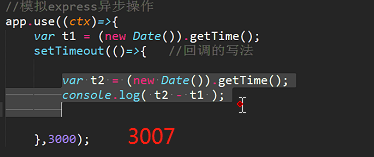 //模拟express异步操作
app.use((ctx)=>{
var t1 = (new Date()).getTime();
setTimeout(()=>{ //回调的写法
var t2 = (new Date()).getTime();
console.log( t2 - t1 );
},3000); 3007